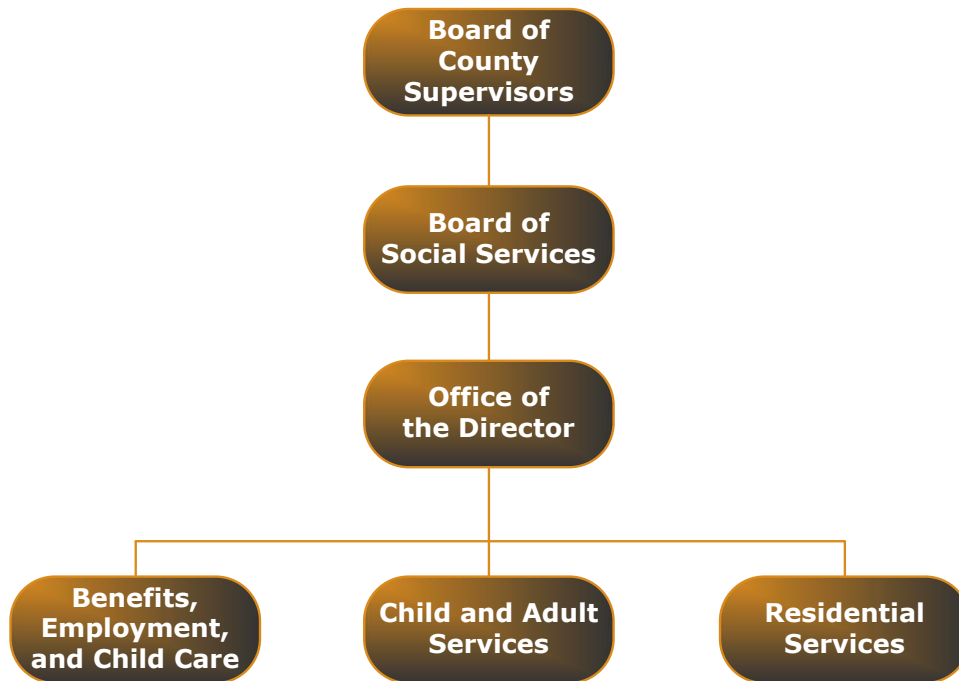 Board of
County
Supervisors
Board of
Social Services
Office of
the Director
Benefits,
Employment,
and Child Care
Child and Adult
Services
Residential
Services